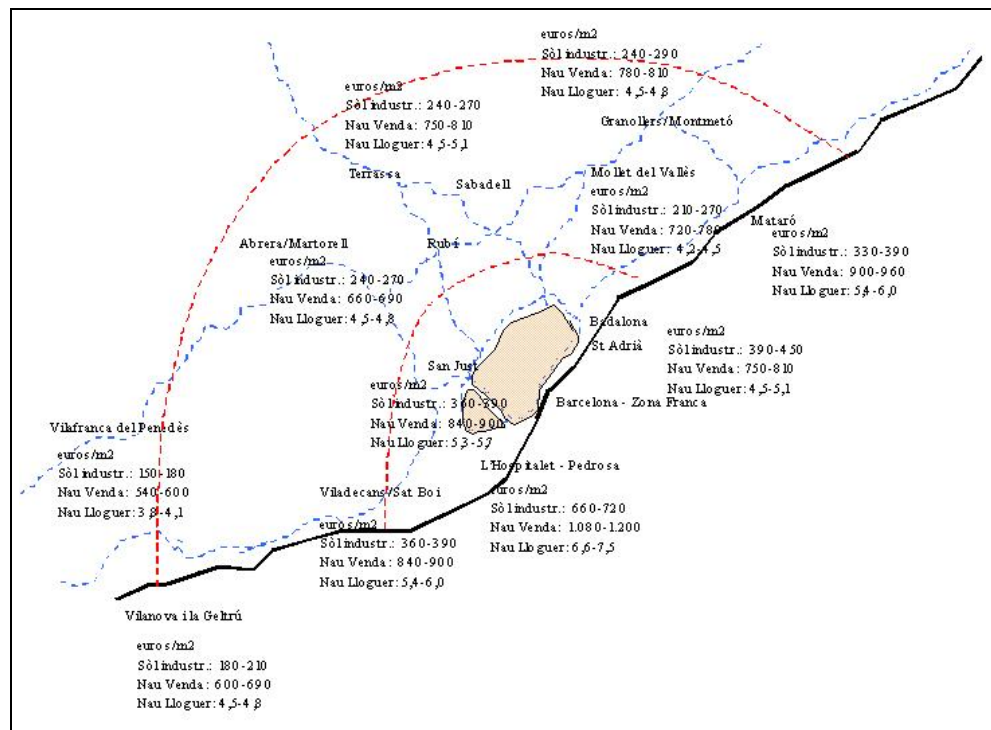 euros/m2
Sòl industr.: 240-290
Nau Venda: 780-810
Nau Lloguer: 4,5-4,8
Granollers/Montmetó
euros/m2
Sòl industr.: 240-270
Nau Venda: 750-810
Nau Lloguer: 4,5-5,1
Terrassa
Sabadell
Mollet del Vallès
euros/m2
Sòl industr.: 210-270
Nau Venda: 720-780
Nau Lloguer: 4,2-4,5
Mataró
euros/m2
Sòl industr.: 330-390
Nau Venda: 900-960
Nau Lloguer: 5,4-6,0
Abrera/Martorell
euros/m2
Sòl industr.: 240-270
Nau Venda: 660-690
Nau Lloguer: 4,5-4,8
Rubí
Badalona
St Adrià
euros/m2
Sòl industr.: 390-450
Nau Venda: 750-810
Nau Lloguer: 4,5-5,1
San Just
euros/m2
Sòl industr.: 360-390
Nau Venda: 840-900
Nau Lloguer: 5,3-5,7
Barcelona - Zona Franca
Vilafranca del Penedès
euros/m2
Sòl industr.: 150-180
Nau Venda: 540-600
Nau Lloguer: 3,8-4,1
L'Hospitalet - Pedrosa
euros/m2
Sòl industr.: 660-720
Nau Venda: 1.080-1.200
Nau Lloguer: 6,6-7,5
Viladecans/Sat Boi
euros/m2
Sòl industr.: 360-390
Nau Venda: 840-900
Nau Lloguer: 5,4-6,0
Vilanova i la Geltrú
euros/m2
Sòl industr.: 180-210
Nau Venda: 600-690
Nau Lloguer: 4,5-4,8